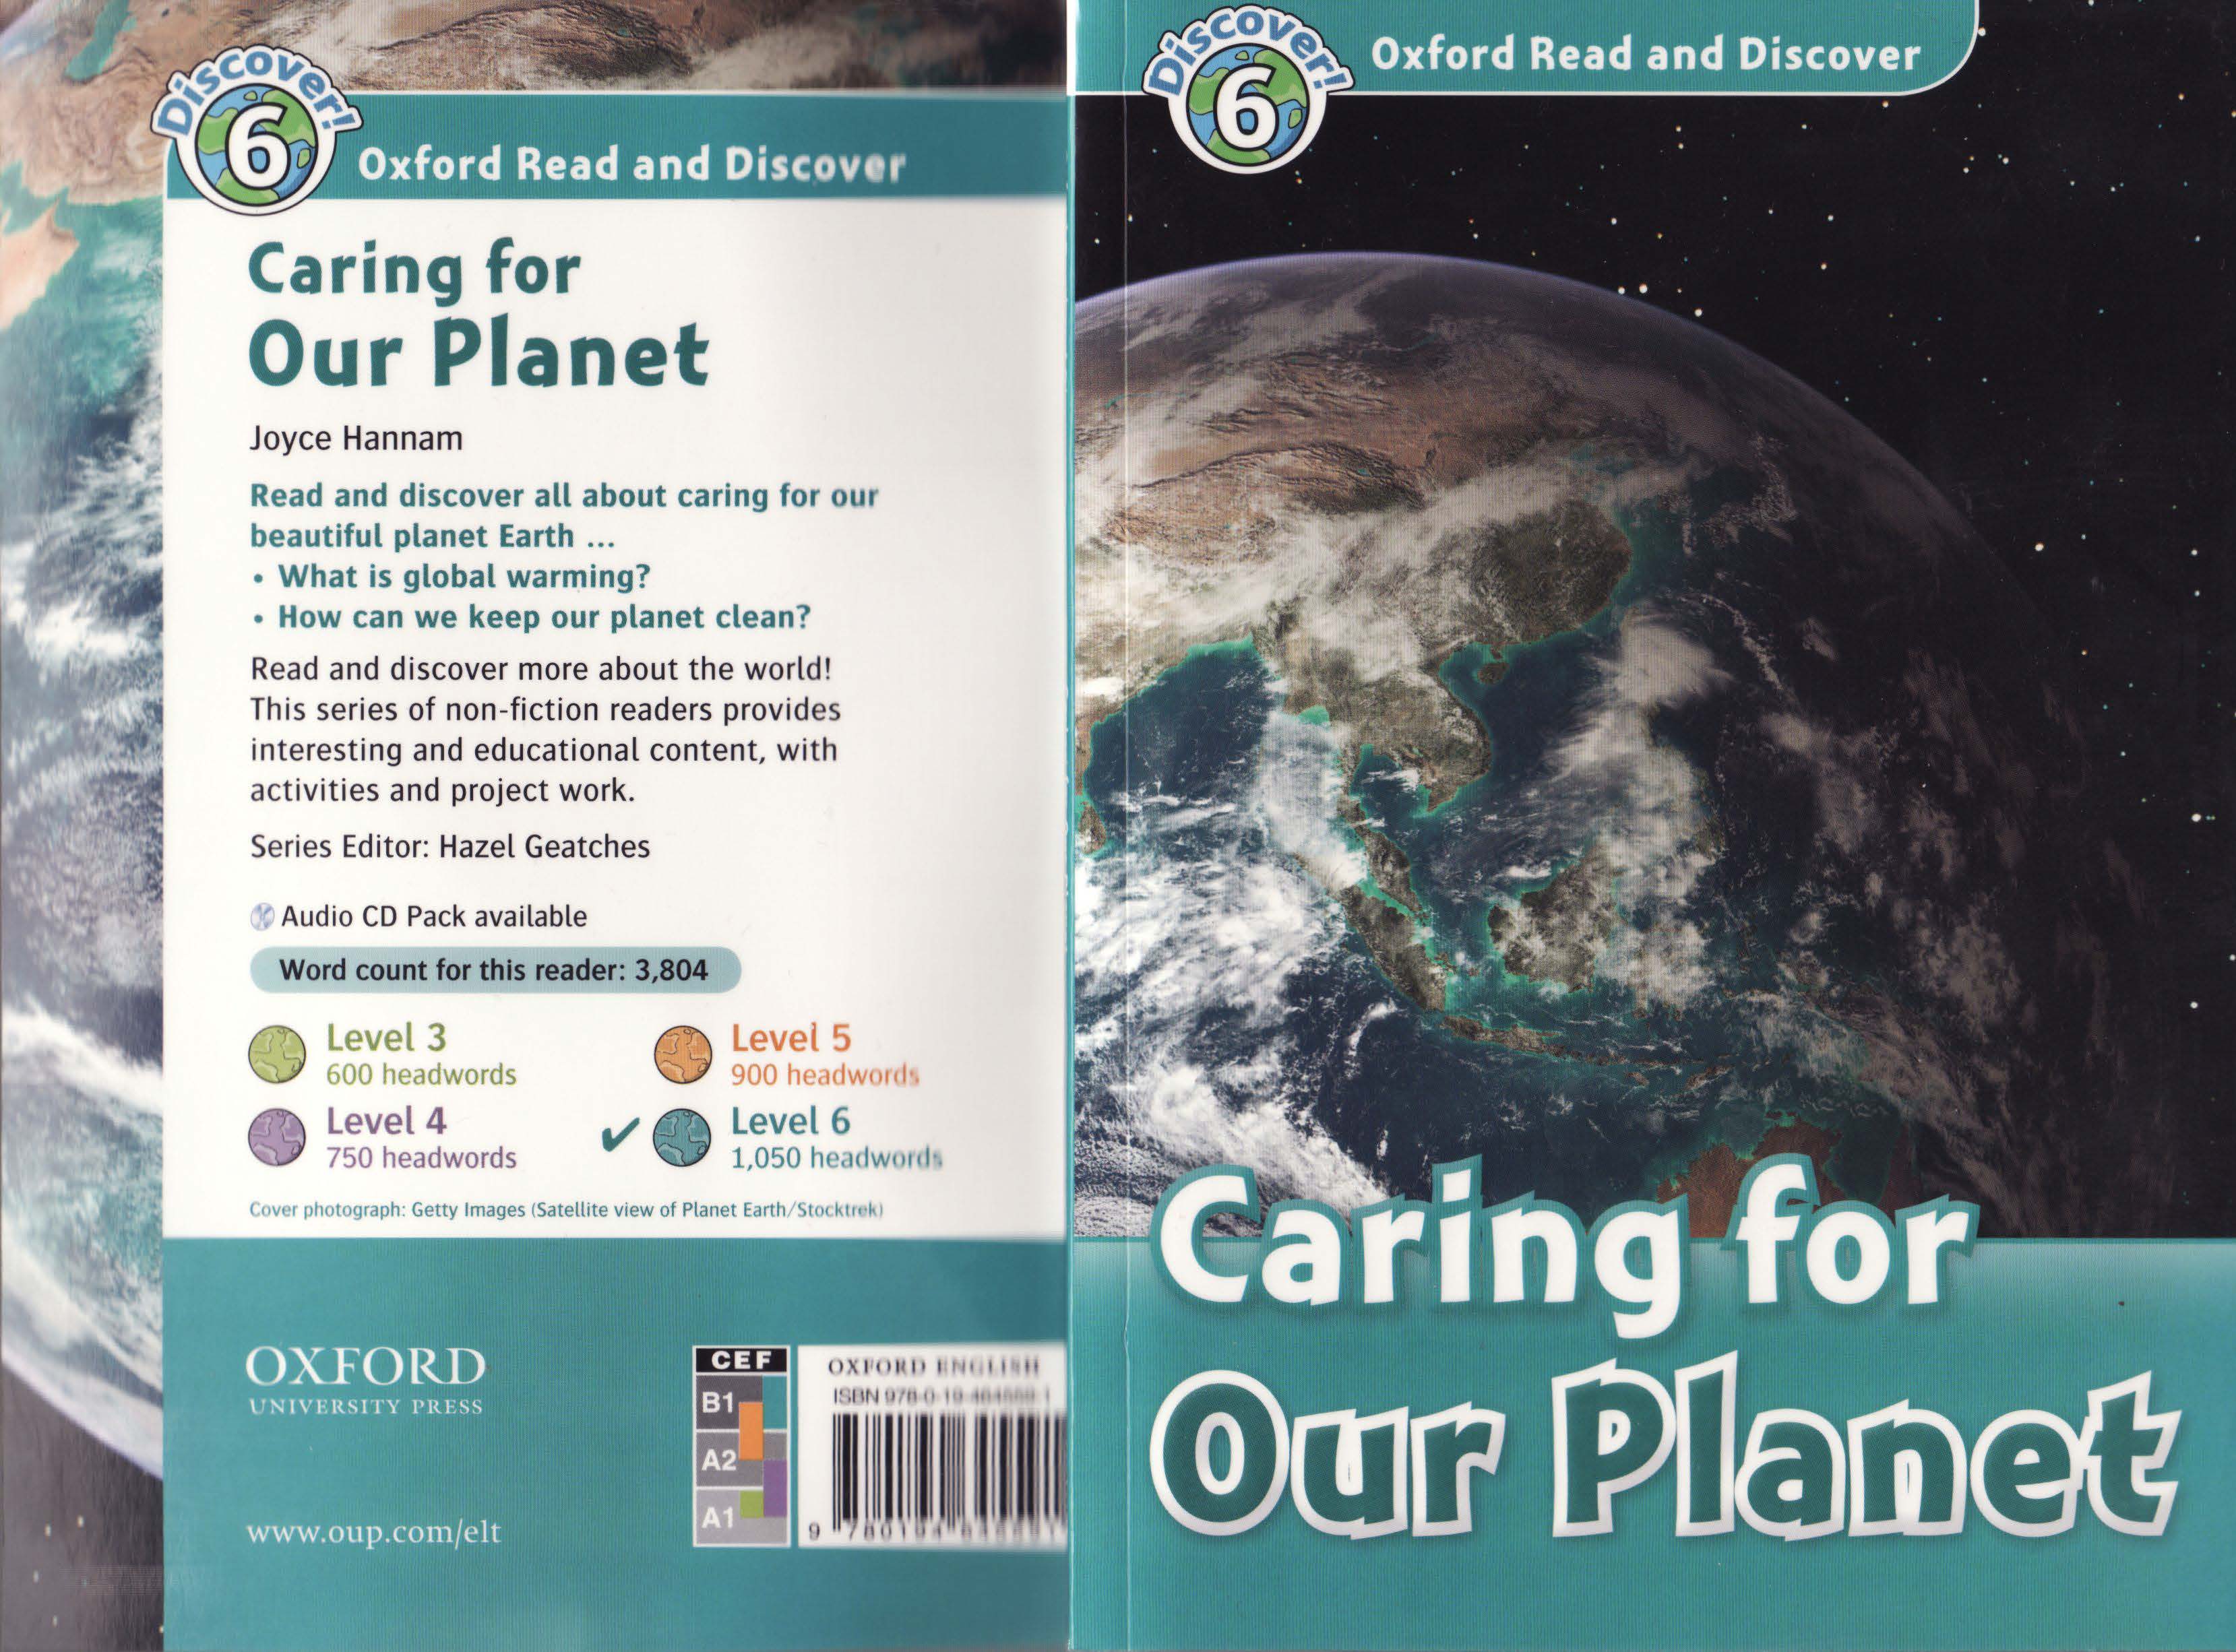 Discover!
6
Oxford Read and Discover
Caring for
Our Planet
Joyce Hannam
Read and discover all about caring for our
beautiful planet Earth ...
• What is global warming?
• How can we keep our planet clean?
Read and discover more about the world!
This series of non-fiction readers provides
interesting and educational content, with
activities and project work.
Series Editor: Hazel Geatches
Audio CD Pack available
Word count for this reader: 3,804
Level 3
600 headwords
Level 4
750 headwords
Level 5
900 headwords
✔ Level 6
1,050 headwords
Cover photograph: Getty Images (Satellite view of Planet Earth/Stocktrek)
OXFORD
UNIVERSITY PRESS
www.oup.com/elt
CEF
B1
A2
A1
OXFORD ENGLISH
ISBN 978-0-19-
9
Discover!
6
Oxford Read and Discover
Caring for
Our Planet